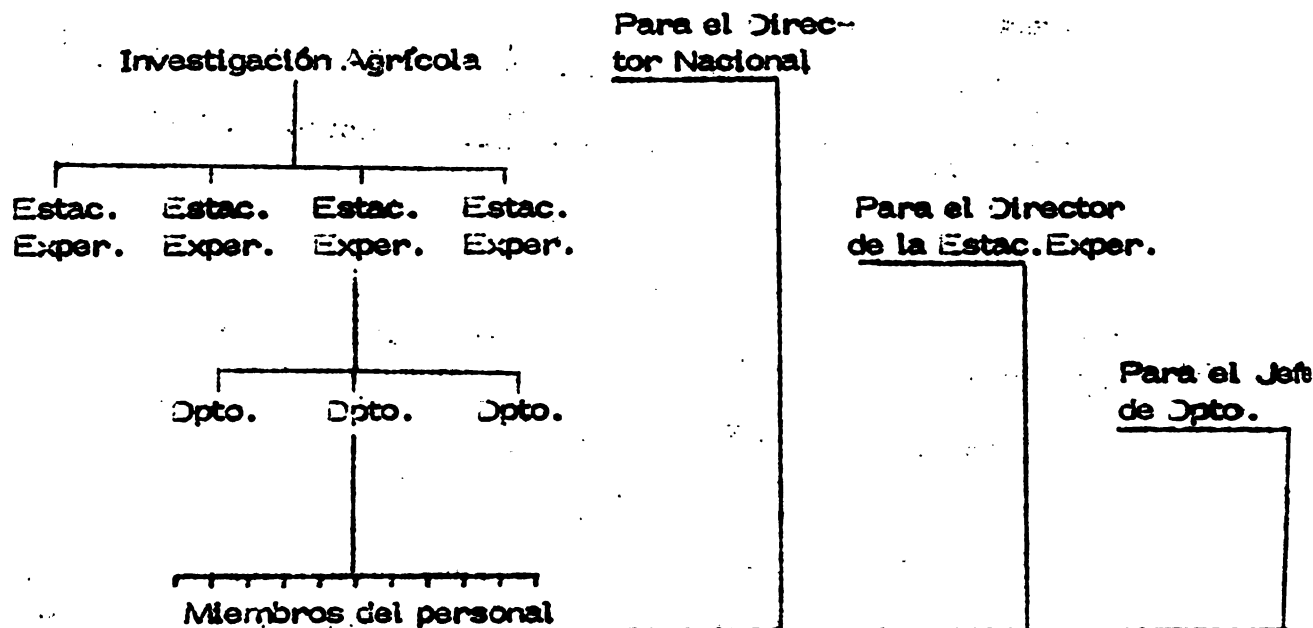 Investigación Agrícola
Estac. Estac. Estac. Estac.
Exper. Exper. Exper. Exper.
Dpto. Dpto. Dpto.
Miembros del personal
Para el Direc-
tor Nacional
Para el Director
de la Estac.Exper.
Para el Jefe
de Dpto.